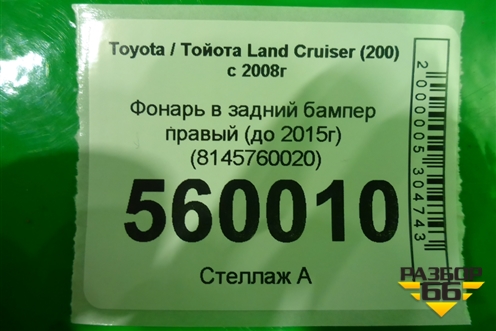 Toyota / Тойота Land Cruiser (200)
с 2008г
Фонарь в задний бампер
правый (до 2015г)
(8145760020)
560010
Стеллаж А
2000005304743
РАЗБОР
66